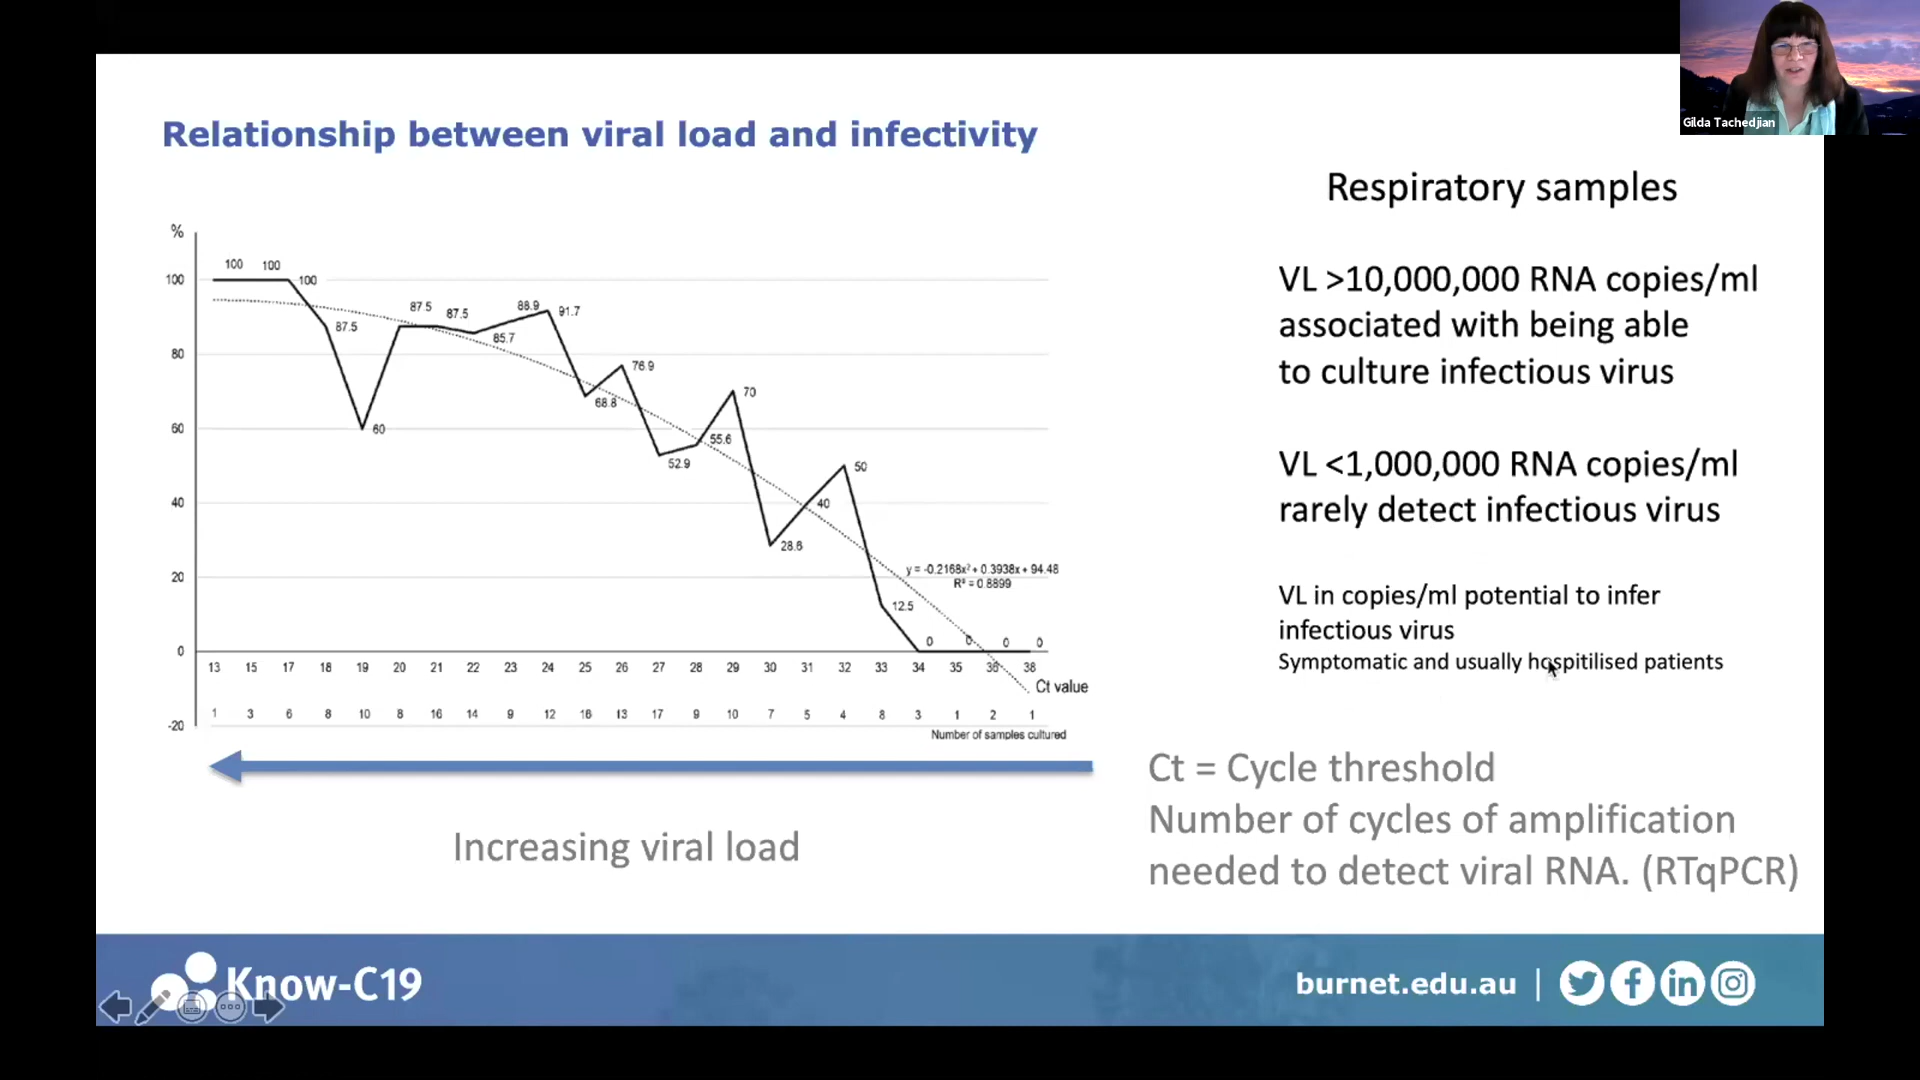 Gilda Tachedjian
Relationship between viral load and infectivity
Respiratory samples
VL >10,000,000 RNA copies/ml
associated with being able
to culture infectious virus
VL <1,000,000 RNA copies/ml
rarely detect infectious virus
VL in copies/ml potential to infer
infectious virus
Symptomatic and usually hospitilised patients
%
100
80
60
40
20
0
-20
100
100
100
87.5
60
87.5
87.5
85.7
88.9
91.7
68.8
76.9
52.9
55.6
70
28.6
40
50
12.5
0
0
0
0
y = -0.2168x² + 0.3938x + 94.48
R² = 0.8899
13 15 17 18 19 20 21 22 23 24 25 26 27 28 29 30 31 32 33 34 35 36 38
Ct value
1 3 6 8 10 8 16 14 9 12 16 13 17 9 10 7 5 4 8 3 1 2 1
Number of samples cultured
Increasing viral load
Ct = Cycle threshold
Number of cycles of amplification
needed to detect viral RNA. (RTqPCR)
Know-C19
burnet.edu.au |